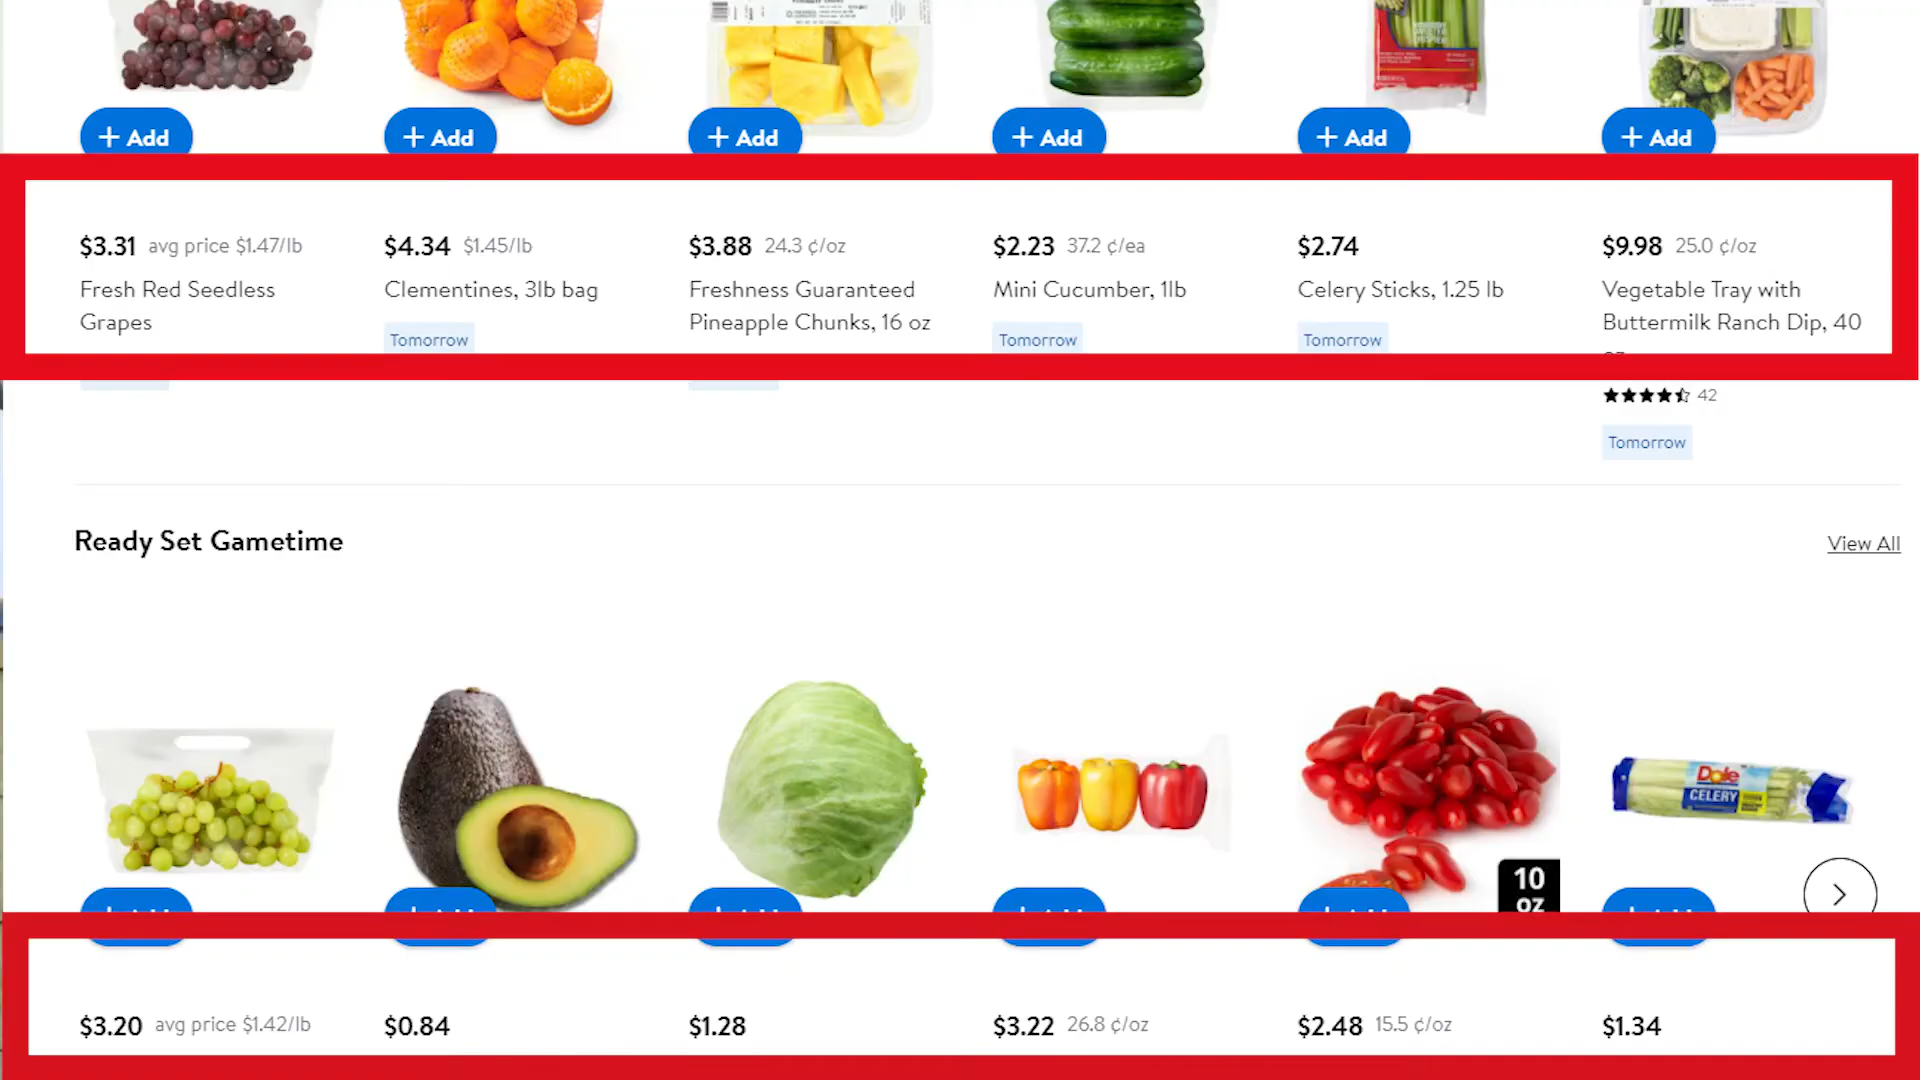 + Add + Add + Add + Add + Add + Add
$3.31 avg price $1.47/lb
Fresh Red Seedless
Grapes
$4.34 $1.45/lb
Clementines, 3lb bag
Tomorrow
$3.88 24.3 ¢/oz
Freshness Guaranteed
Pineapple Chunks, 16 oz
$2.23 37.2 ¢/ea
Mini Cucumber, 1lb
Tomorrow
$2.74
Celery Sticks, 1.25 lb
Tomorrow
$9.98 25.0 ¢/oz
Vegetable Tray with
Buttermilk Ranch Dip, 40
42
Tomorrow
Ready Set Gametime
View All
Dole
CELERY
10
oz
$3.20 avg price $1.42/lb
$0.84
$1.28
$3.22 26.8 ¢/oz
$2.48 15.5 ¢/oz
$1.34